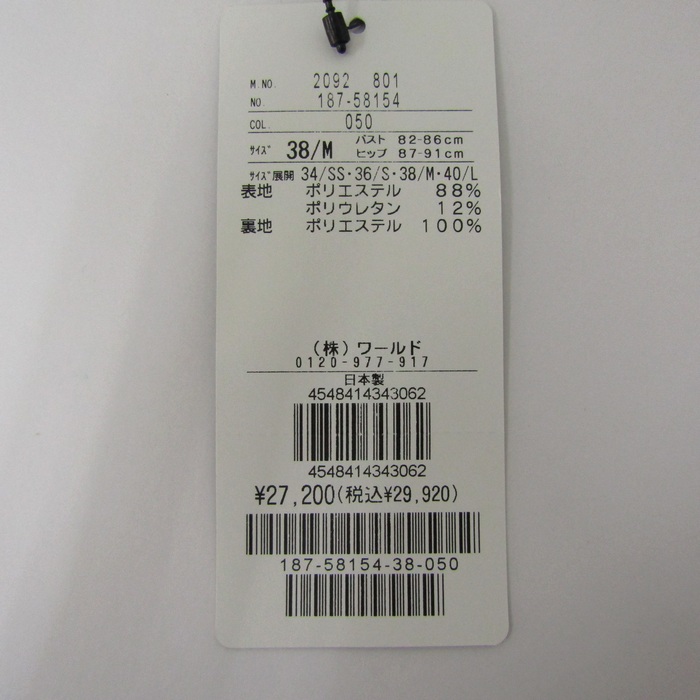 M.NO. 2092 801
NO. 187-58154
COL. 050
サイズ 38/M バスト 82-86cm
ヒップ 87-91cm
サイズ展開 34/SS・36/S・38/M・40/L
表地 ポリエステル 88%
ポリウレタン 12%
裏地 ポリエステル 100%
(株)ワールド
0120-977-917
日本製
4548414343062
4548414343062
¥27,200(税込¥29,920)
187-58154-38-050